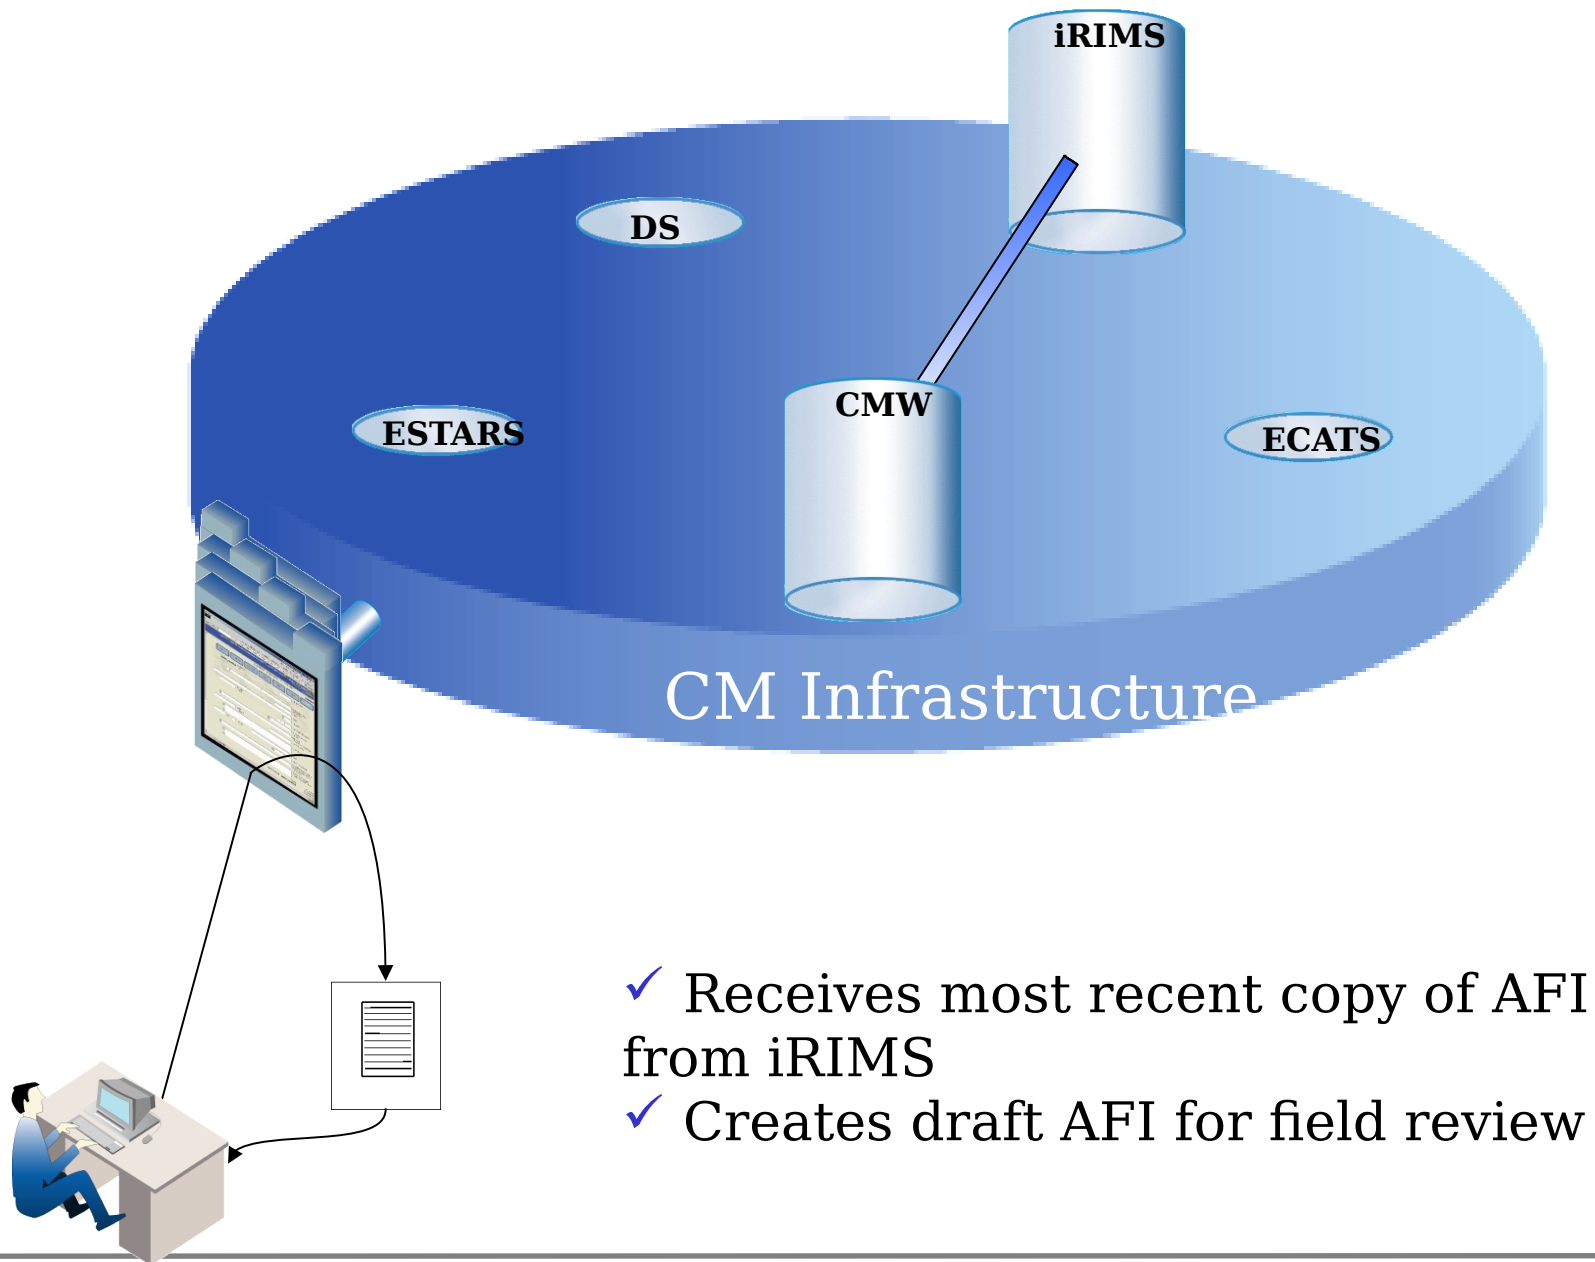 iRIMS
DS
CMW
ESTARS
ECATS
CM Infrastructure
✓ Receives most recent copy of AFI
from iRIMS
✓ Creates draft AFI for field review